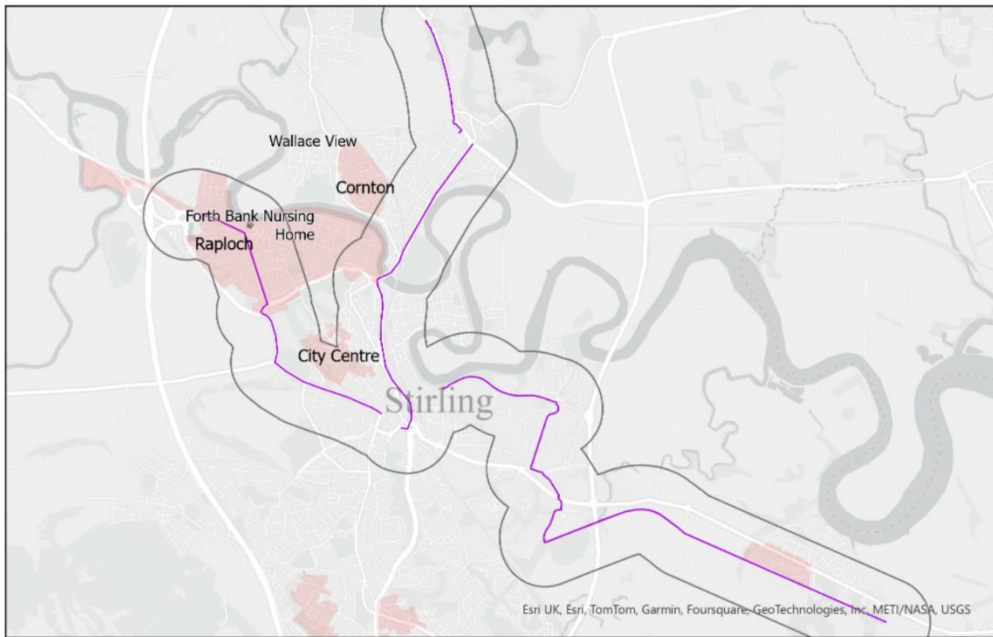 Wallace View
Cornton
Forth Bank Nursing
Home
Raploch
City Centre
Stirling
Esri UK, Esri, TomTom, Garmin, Foursquare, GeoTechnologies, Inc, METI/NASA, USGS